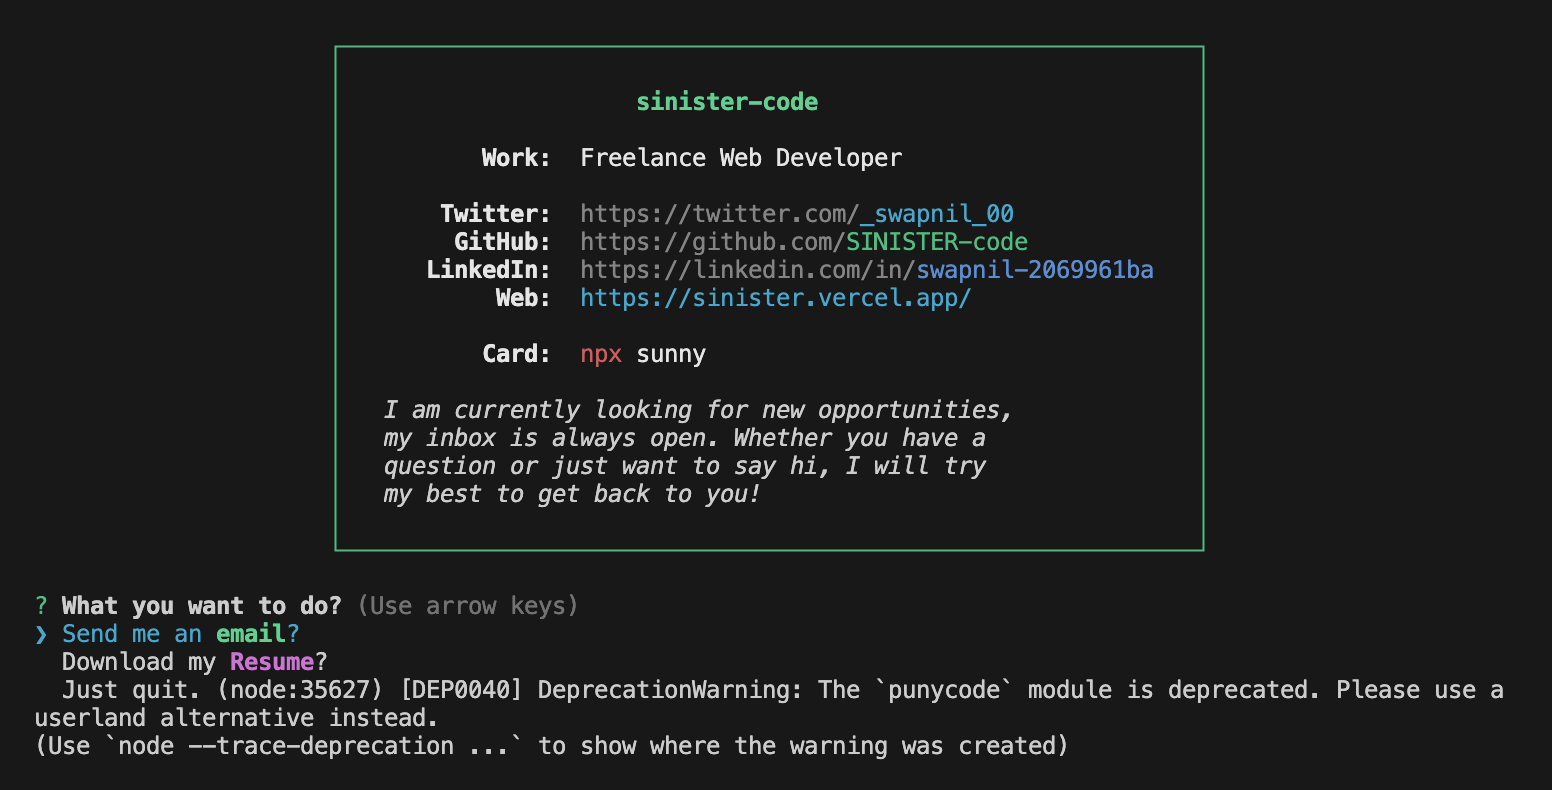 sinister-code
Work: Freelance Web Developer
Twitter: https://twitter.com/_swapnil_00
GitHub: https://github.com/SINISTER-code
LinkedIn: https://linkedin.com/in/swapnil-2069961ba
Web: https://sinister.vercel.app/
Card: npx sunny
I am currently looking for new opportunities,
my inbox is always open. Whether you have a
question or just want to say hi, I will try
my best to get back to you!
? What you want to do? (Use arrow keys)
❯ Send me an email?
Download my Resume?
Just quit. (node:35627) [DEP0040] DeprecationWarning: The `punycode` module is deprecated. Please use a
userland alternative instead.
(Use `node --trace-deprecation ...` to show where the warning was created)